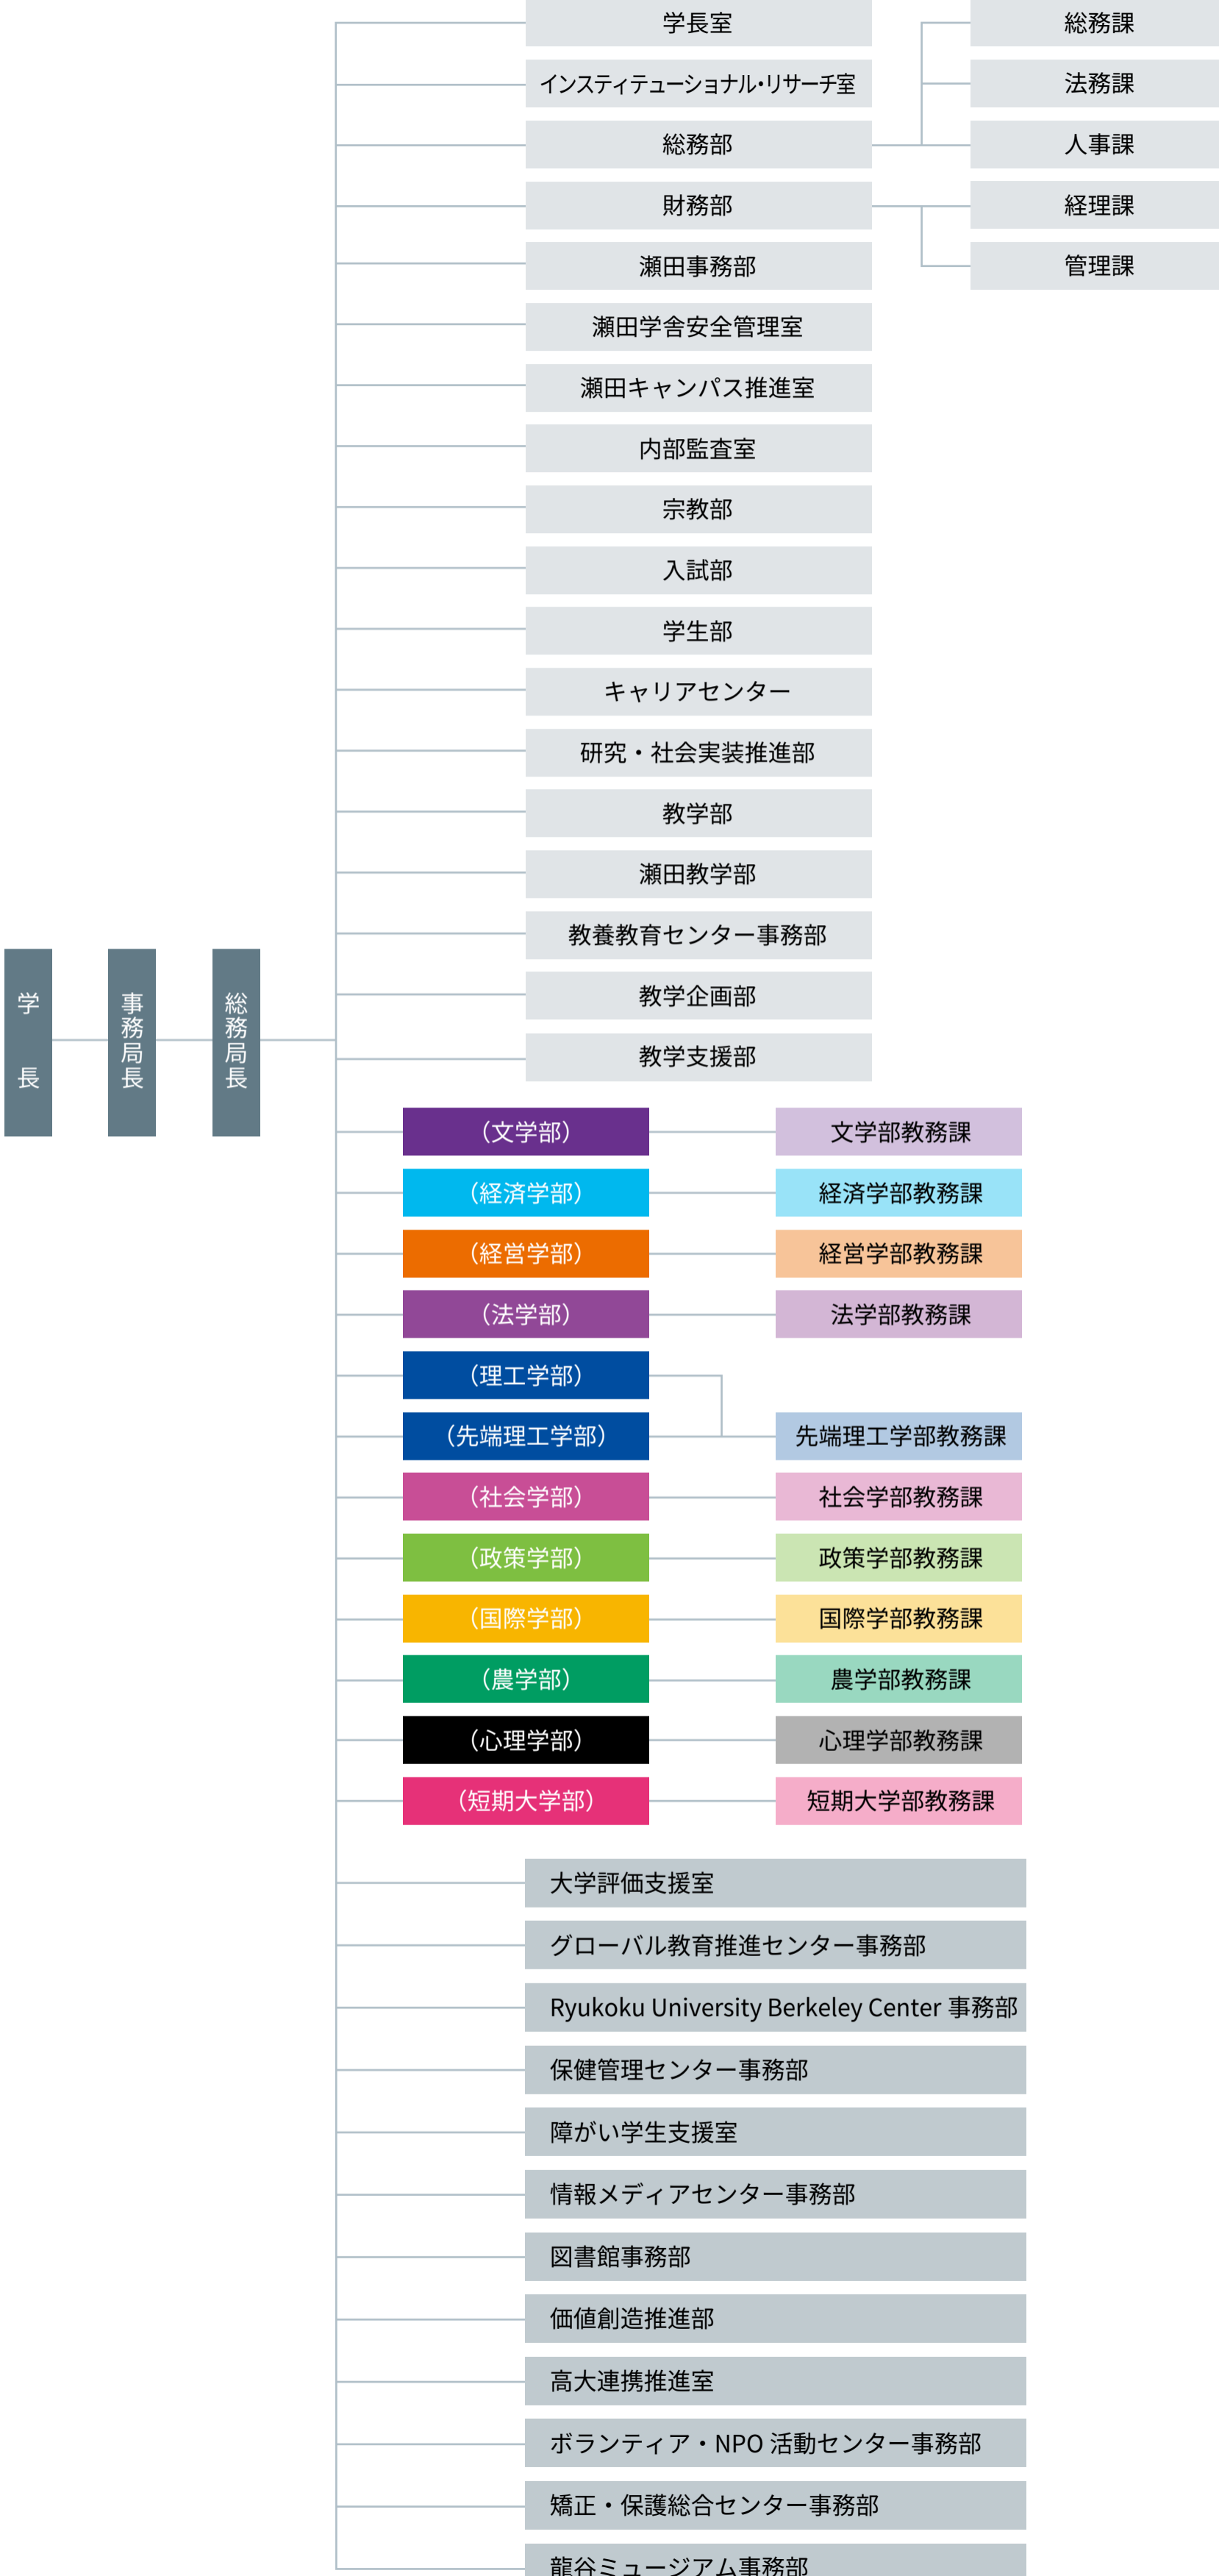 学長
事務局長
総務局長
学長室
インスティテューショナル・リサーチ室
総務部
総務課
法務課
人事課
財務部
経理課
管理課
瀬田事務部
瀬田学舎安全管理室
瀬田キャンパス推進室
内部監査室
宗教部
入試部
学生部
キャリアセンター
研究・社会実装推進部
教学部
瀬田教学部
教養教育センター事務部
教学企画部
教学支援部
（文学部）
文学部教務課
（経済学部）
経済学部教務課
（経営学部）
経営学部教務課
（法学部）
法学部教務課
（理工学部）
（先端理工学部）
先端理工学部教務課
（社会学部）
社会学部教務課
（政策学部）
政策学部教務課
（国際学部）
国際学部教務課
（農学部）
農学部教務課
（心理学部）
心理学部教務課
（短期大学部）
短期大学部教務課
大学評価支援室
グローバル教育推進センター事務部
Ryukoku University Berkeley Center 事務部
保健管理センター事務部
障がい学生支援室
情報メディアセンター事務部
図書館事務部
価値創造推進部
高大連携推進室
ボランティア・NPO 活動センター事務部
矯正・保護総合センター事務部
龍谷ミュージアム事務部